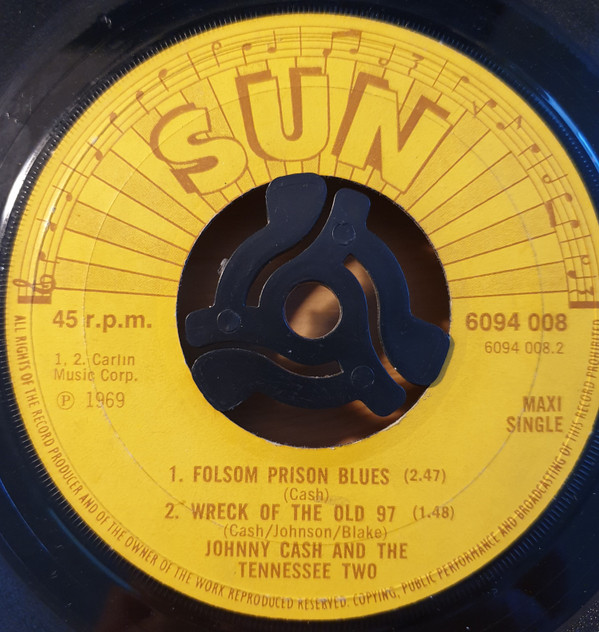 SUN
45 r.p.m.
6094 008
6094 008.2
1, 2. Carlin
Music Corp.
℗ 1969
MAXI
SINGLE
1. FOLSOM PRISON BLUES (2.47)
(Cash)
2. WRECK OF THE OLD 97 (1.48)
(Cash/Johnson/Blake)
JOHNNY CASH AND THE
TENNESSEE TWO
ALL RIGHTS OF THE RECORD PRODUCER AND OF THE OWNER OF THE WORK REPRODUCED RESERVED. COPYING, PUBLIC PERFORMANCE AND BROADCASTING OF THIS RECORD PROHIBITED